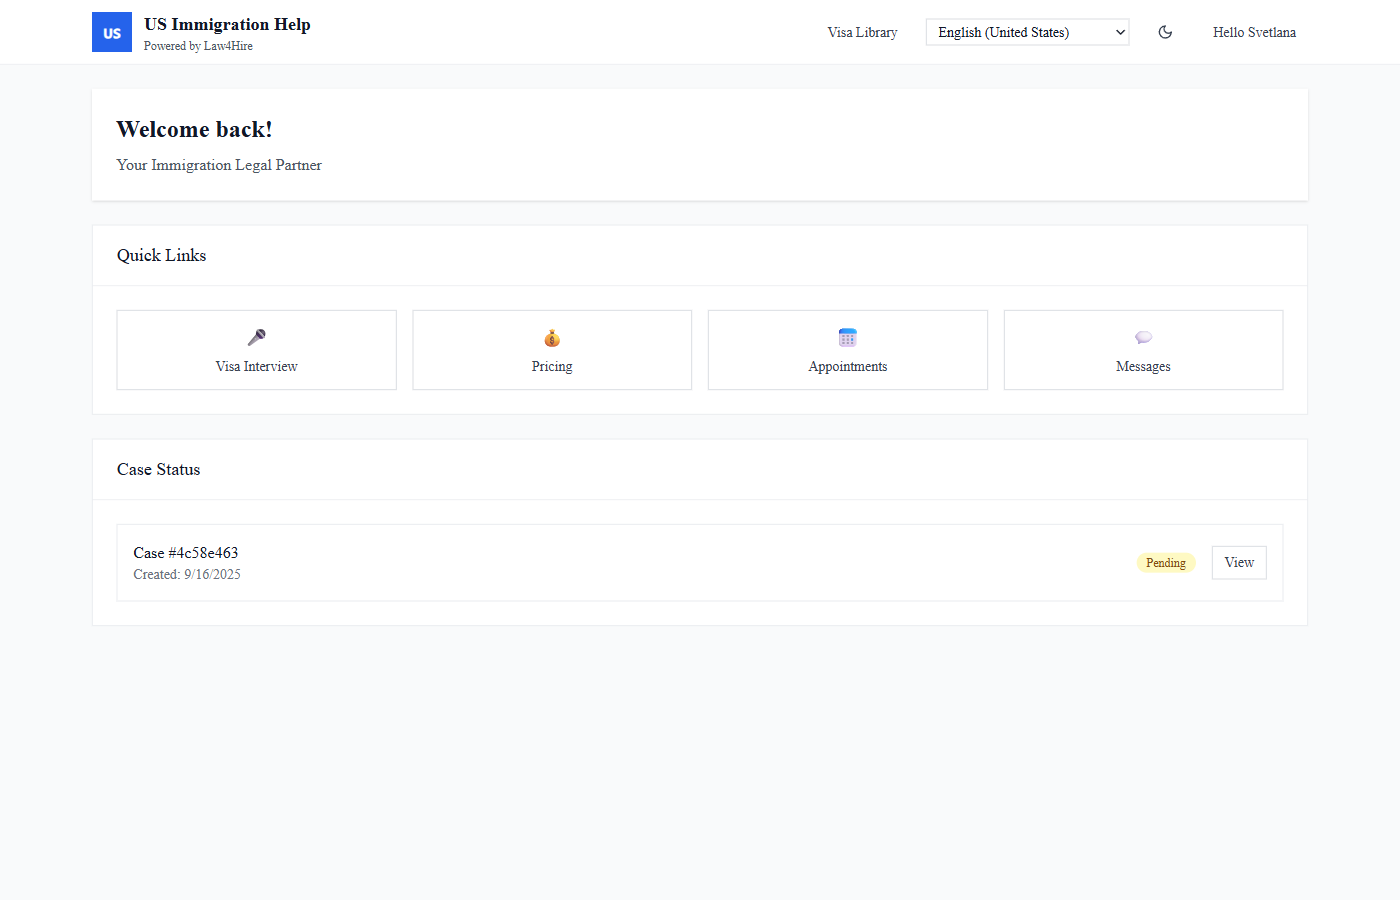 US
US Immigration Help
Powered by Law4Hire
Visa Library
English (United States)
Hello Svetlana
Welcome back!
Your Immigration Legal Partner
Quick Links
Visa Interview
Pricing
Appointments
Messages
Case Status
Case #4c58e463
Created: 9/16/2025
Pending
View